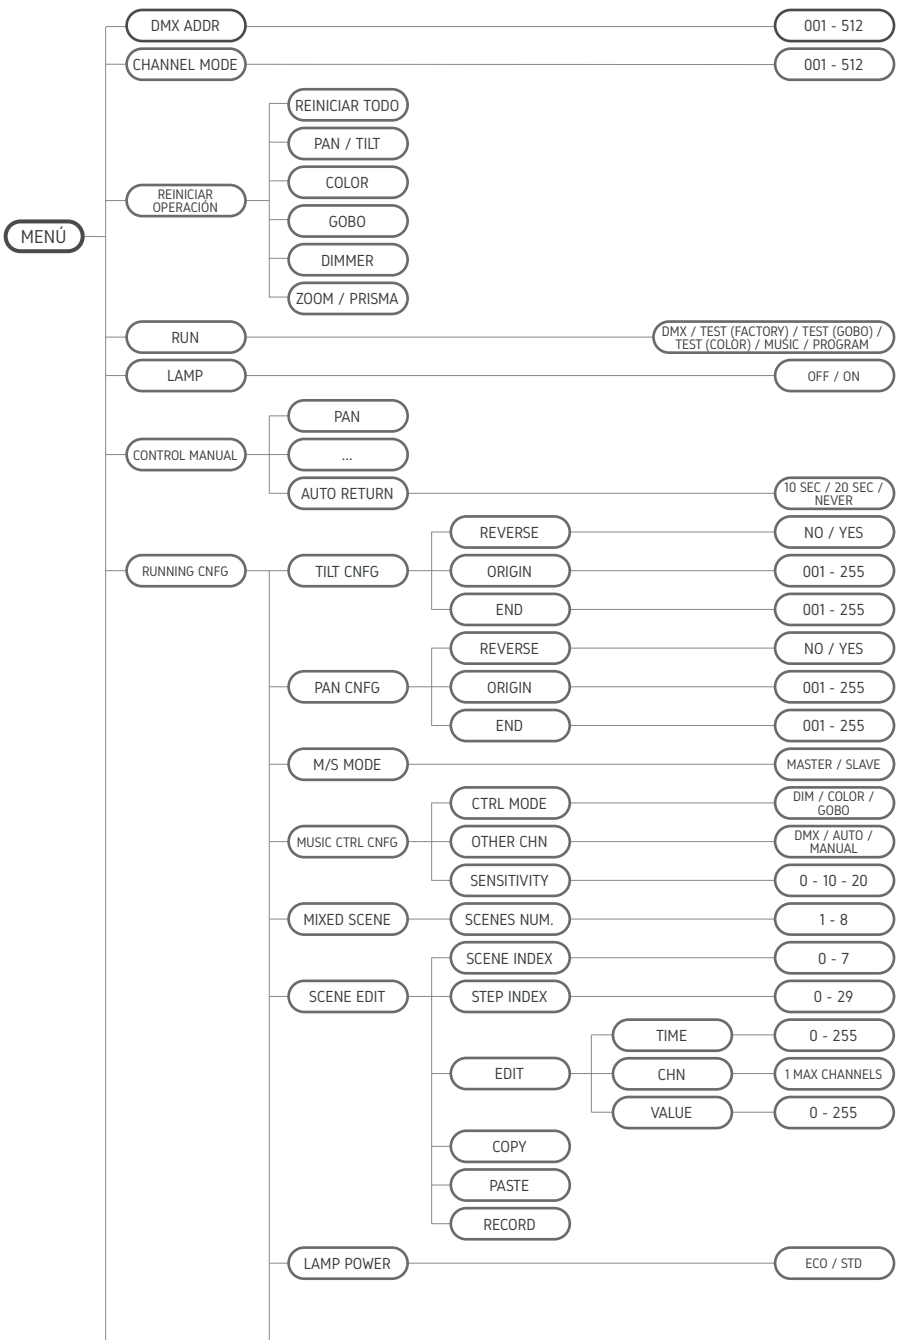 DMX ADDR
001 - 512
CHANNEL MODE
001 - 512
REINICIAR TODO
PAN / TILT
COLOR
REINICIAR
OPERACIÓN
GOBO
MENÚ
DIMMER
ZOOM / PRISMA
RUN
DMX / TEST (FACTORY) / TEST (GOBO) /
TEST (COLOR) / MUSIC / PROGRAM
LAMP
OFF / ON
PAN
CONTROL MANUAL
...
AUTO RETURN
10 SEC / 20 SEC /
NEVER
REVERSE
NO / YES
RUNNING CNFG
TILT CNFG
ORIGIN
001 - 255
END
001 - 255
REVERSE
NO / YES
PAN CNFG
ORIGIN
001 - 255
END
001 - 255
M/S MODE
MASTER / SLAVE
CTRL MODE
DIM / COLOR /
GOBO
MUSIC CTRL CNFG
OTHER CHN
DMX / AUTO /
MANUAL
SENSITIVITY
0 - 10 - 20
MIXED SCENE
SCENES NUM.
1 - 8
SCENE INDEX
0 - 7
SCENE EDIT
STEP INDEX
0 - 29
TIME
0 - 255
EDIT
CHN
1 MAX CHANNELS
VALUE
0 - 255
COPY
PASTE
RECORD
LAMP POWER
ECO / STD